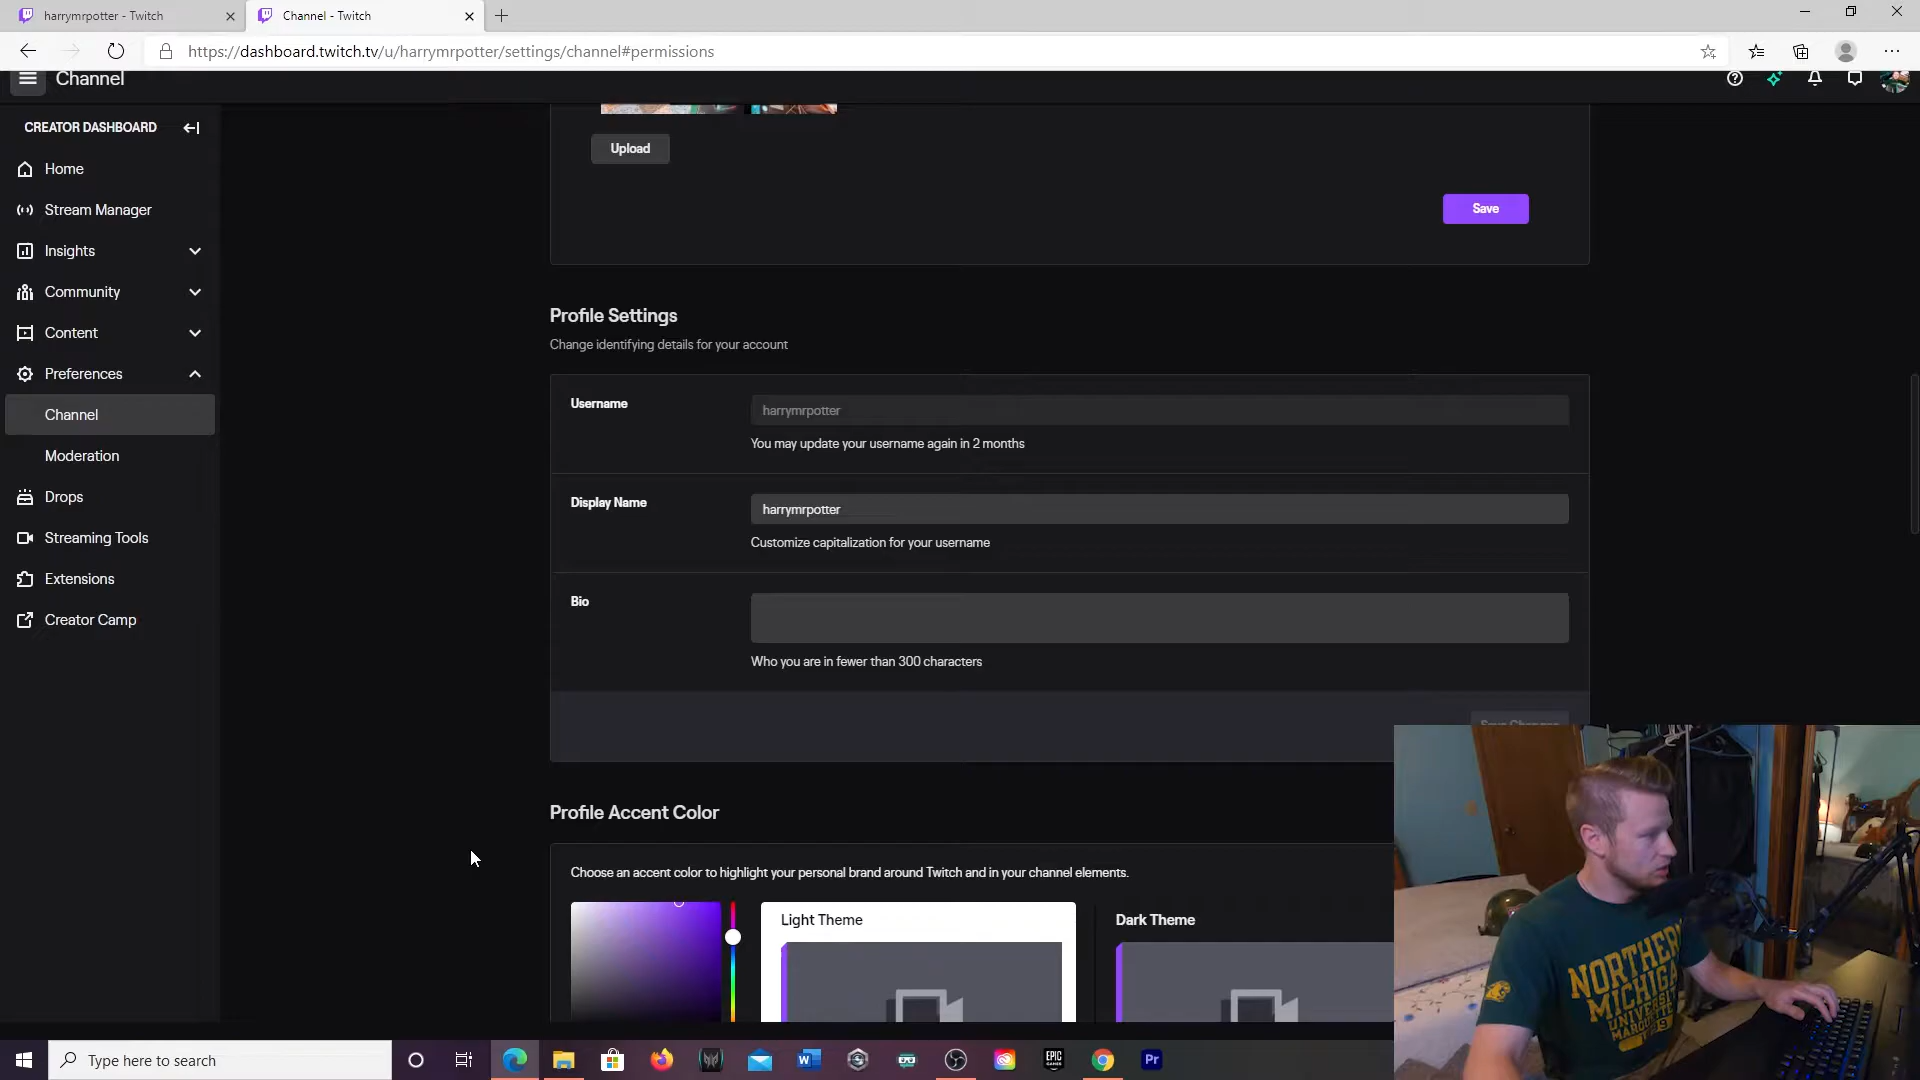 harrymrpotter - Twitch
Channel - Twitch
https://dashboard.twitch.tv/u/harrymrpotter/settings/channel#permissions
Channel
CREATOR DASHBOARD
Home
Stream Manager
Insights
Community
Content
Preferences
Channel
Moderation
Drops
Streaming Tools
Extensions
Creator Camp
Upload
Save
Profile Settings
Change identifying details for your account
Username
harrymrpotter
You may update your username again in 2 months
Display Name
harrymrpotter
Customize capitalization for your username
Bio
Who you are in fewer than 300 characters
Save Changes
Profile Accent Color
Choose an accent color to highlight your personal brand around Twitch and in your channel elements.
Light Theme
Dark Theme
NORTHERN
MICHIGAN
UNIVERSITY
Type here to search
W
EPIC
GAMES
Pr